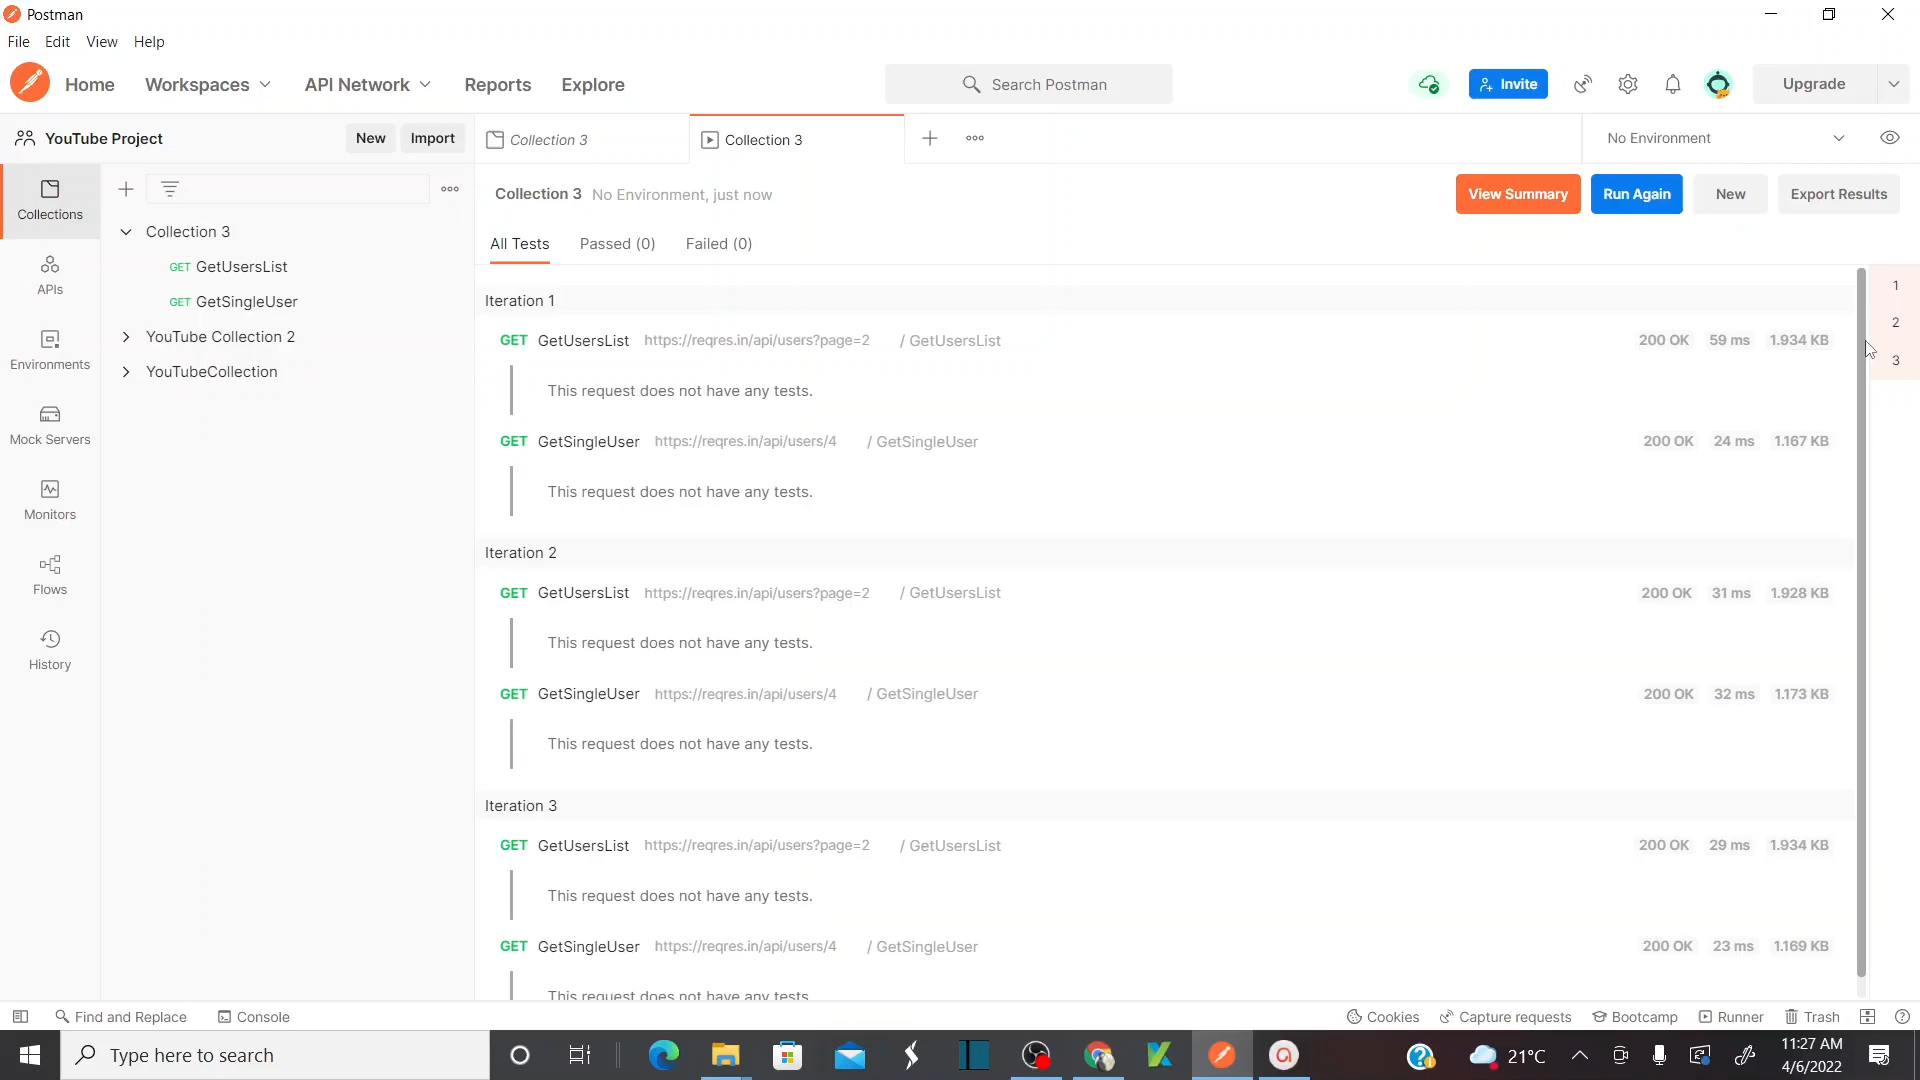 Postman
File Edit View Help
Home Workspaces API Network Reports Explore Search Postman Invite Upgrade
YouTube Project New Import Collection 3 Collection 3 No Environment
Collections
Collection 3 No Environment, just now View Summary Run Again New Export Results
Collection 3
All Tests Passed (0) Failed (0)
GET GetUsersList
GET GetSingleUser
YouTube Collection 2
YouTubeCollection
APIs
Environments
Mock Servers
Monitors
Flows
History
Iteration 1
GET GetUsersList https://reqres.in/api/users?page=2 / GetUsersList 200 OK 59 ms 1.934 KB
This request does not have any tests.
GET GetSingleUser https://reqres.in/api/users/4 / GetSingleUser 200 OK 24 ms 1.167 KB
This request does not have any tests.
Iteration 2
GET GetUsersList https://reqres.in/api/users?page=2 / GetUsersList 200 OK 31 ms 1.928 KB
This request does not have any tests.
GET GetSingleUser https://reqres.in/api/users/4 / GetSingleUser 200 OK 32 ms 1.173 KB
This request does not have any tests.
Iteration 3
GET GetUsersList https://reqres.in/api/users?page=2 / GetUsersList 200 OK 29 ms 1.934 KB
This request does not have any tests.
GET GetSingleUser https://reqres.in/api/users/4 / GetSingleUser 200 OK 23 ms 1.169 KB
This request does not have any tests.
1
2
3
Find and Replace Console Cookies Capture requests Bootcamp Runner Trash
Type here to search 21°C 11:27 AM
4/6/2022